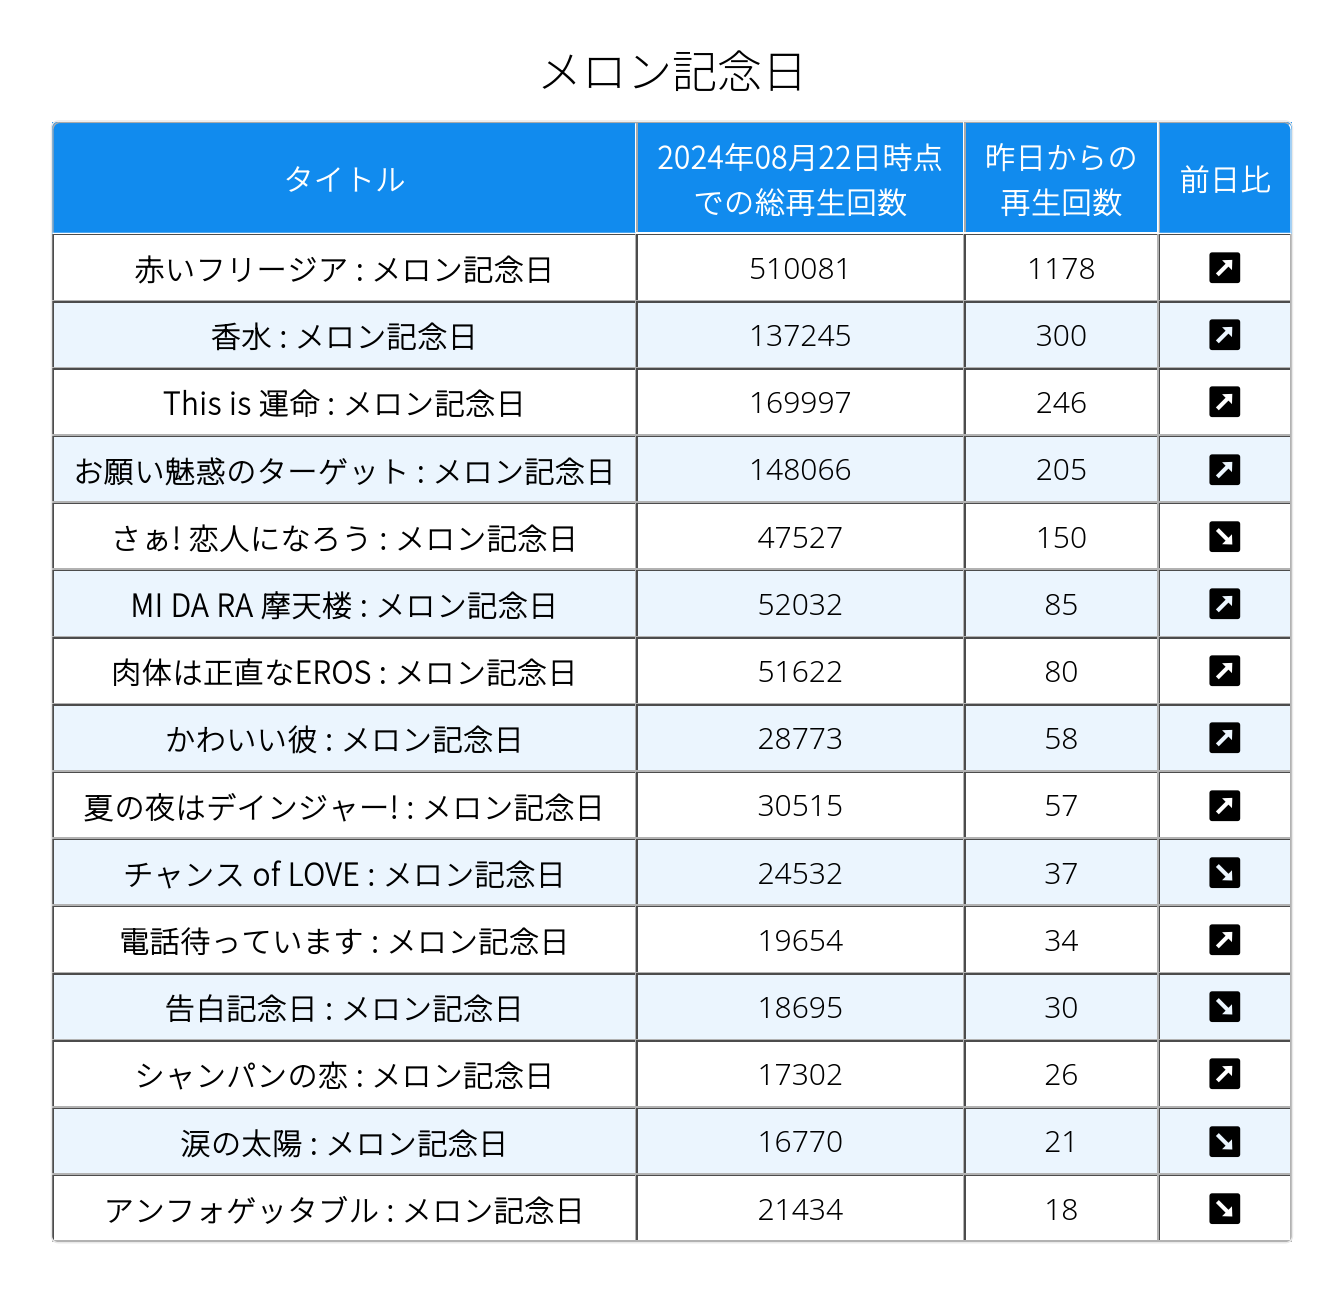 メロン記念日
タイトル 2024年08月22日時点での総再生回数 昨日からの再生回数 前日比
赤いフリージア : メロン記念日 510081 1178 ↗
香水 : メロン記念日 137245 300 ↗
This is 運命 : メロン記念日 169997 246 ↗
お願い魅惑のターゲット : メロン記念日 148066 205 ↗
さぁ! 恋人になろう : メロン記念日 47527 150 ↘
MI DA RA 摩天楼 : メロン記念日 52032 85 ↗
肉体は正直なEROS : メロン記念日 51622 80 ↗
かわいい彼 : メロン記念日 28773 58 ↗
夏の夜はデインジャー! : メロン記念日 30515 57 ↗
チャンス of LOVE : メロン記念日 24532 37 ↘
電話待っています : メロン記念日 19654 34 ↗
告白記念日 : メロン記念日 18695 30 ↘
シャンパンの恋 : メロン記念日 17302 26 ↗
涙の太陽 : メロン記念日 16770 21 ↘
アンフォゲッタブル : メロン記念日 21434 18 ↘